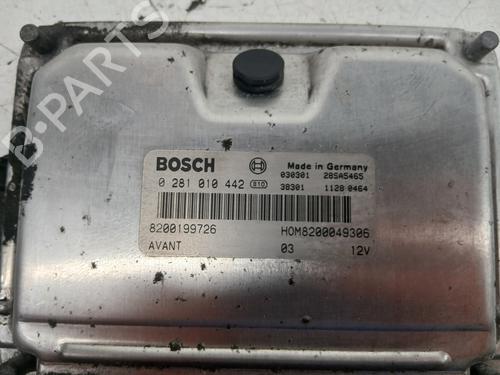 BOSCH Made in Germany
030301 28SA5465
0 281 010 442 810 38301 1128 0464
8200199726 HOM8200049306
AVANT 03 12V
B-PARTS